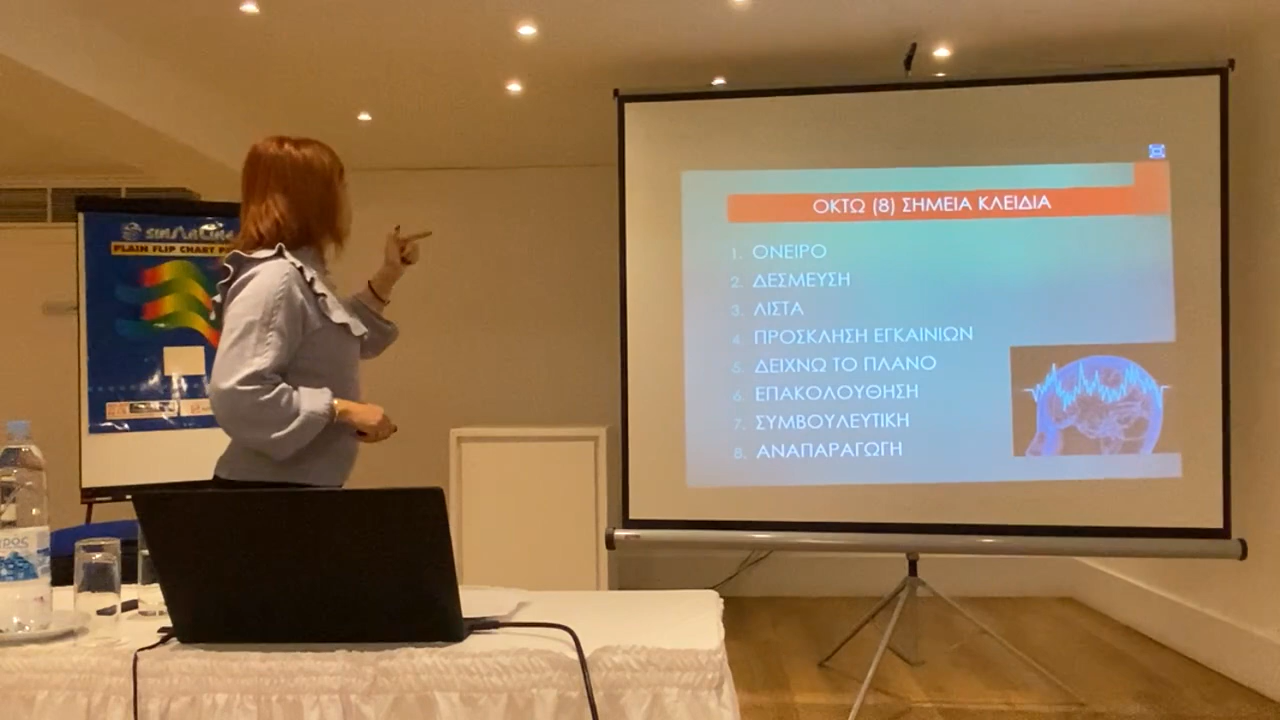 ΟΚΤΩ (8) ΣΗΜΕΙΑ ΚΛΕΙΔΙΑ
1. ΟΝΕΙΡΟ
2. ΔΕΣΜΕΥΣΗ
3. ΛΙΣΤΑ
4. ΠΡΟΣΚΛΗΣΗ ΕΓΚΑΙΝΙΩΝ
5. ΔΕΙΧΝΩ ΤΟ ΠΛΑΝΟ
6. ΕΠΑΚΟΛΟΥΘΗΣΗ
7. ΣΥΜΒΟΥΛΕΥΤΙΚΗ
8. ΑΝΑΠΑΡΑΓΩΓΗ
PLAIN FLIP CHART